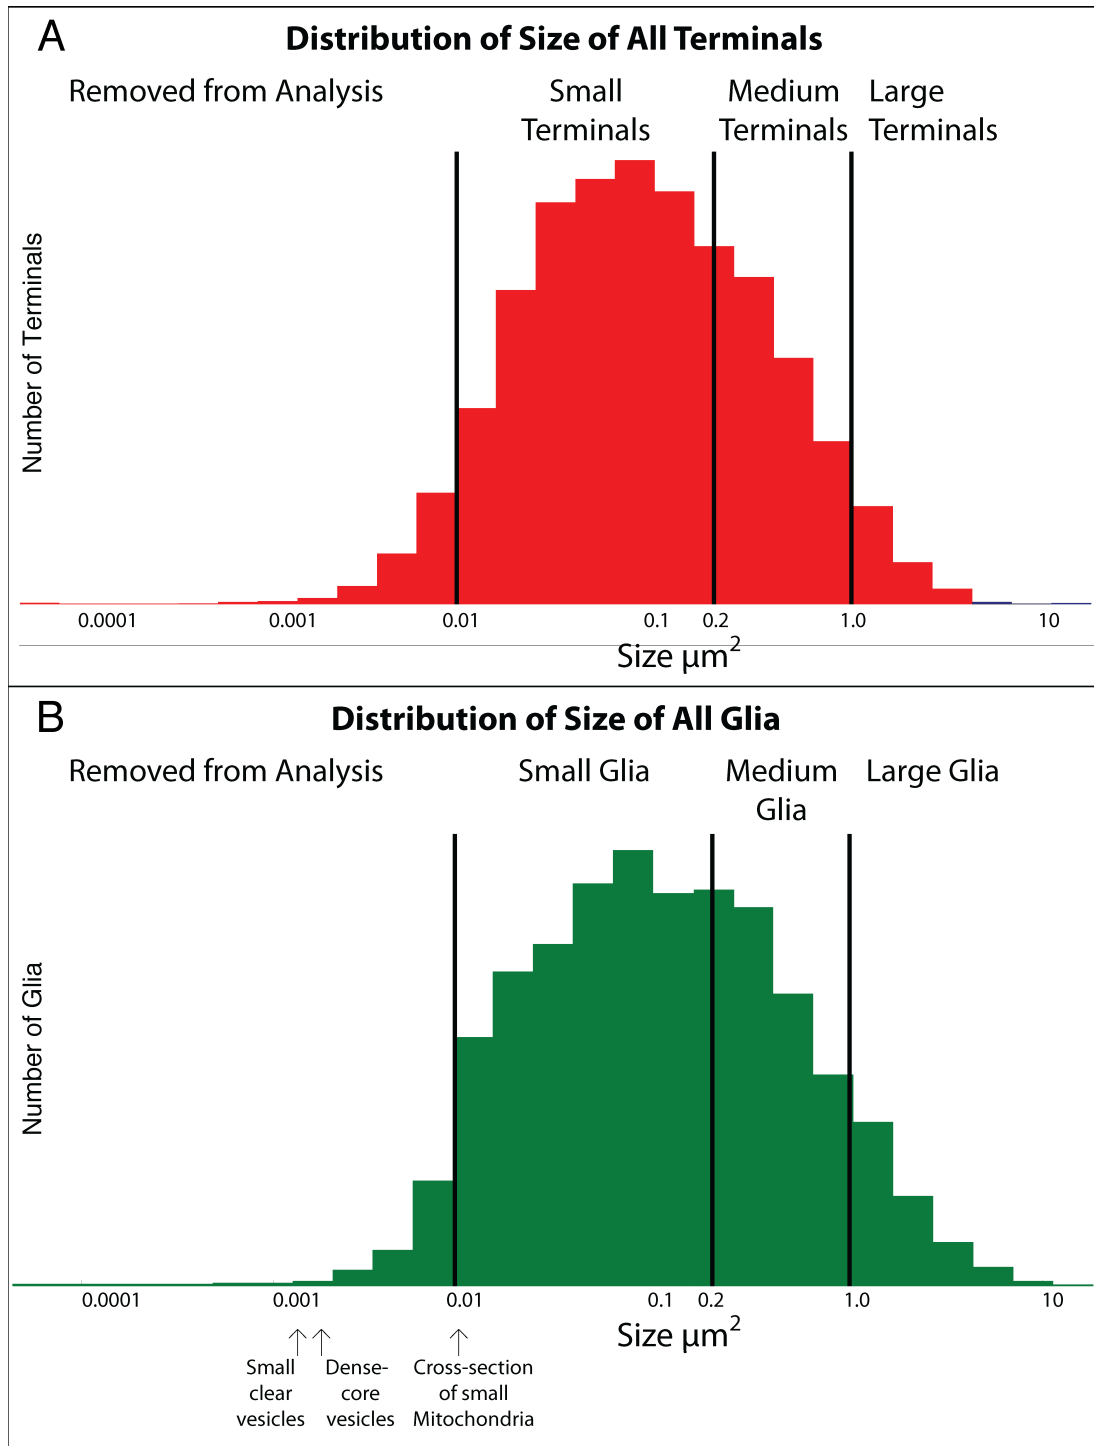 A
Distribution of Size of All Terminals
Removed from Analysis
Small
Terminals
Medium
Terminals
Large
Terminals
Number of Terminals
0.0001 0.001 0.01 0.1 0.2 1.0 10
Size µm²
B
Distribution of Size of All Glia
Removed from Analysis
Small Glia
Medium
Glia
Large Glia
Number of Glia
0.0001 0.001 0.01 0.1 0.2 1.0 10
Size µm²
Small
clear
vesicles
Dense-
core
vesicles
Cross-section
of small
Mitochondria